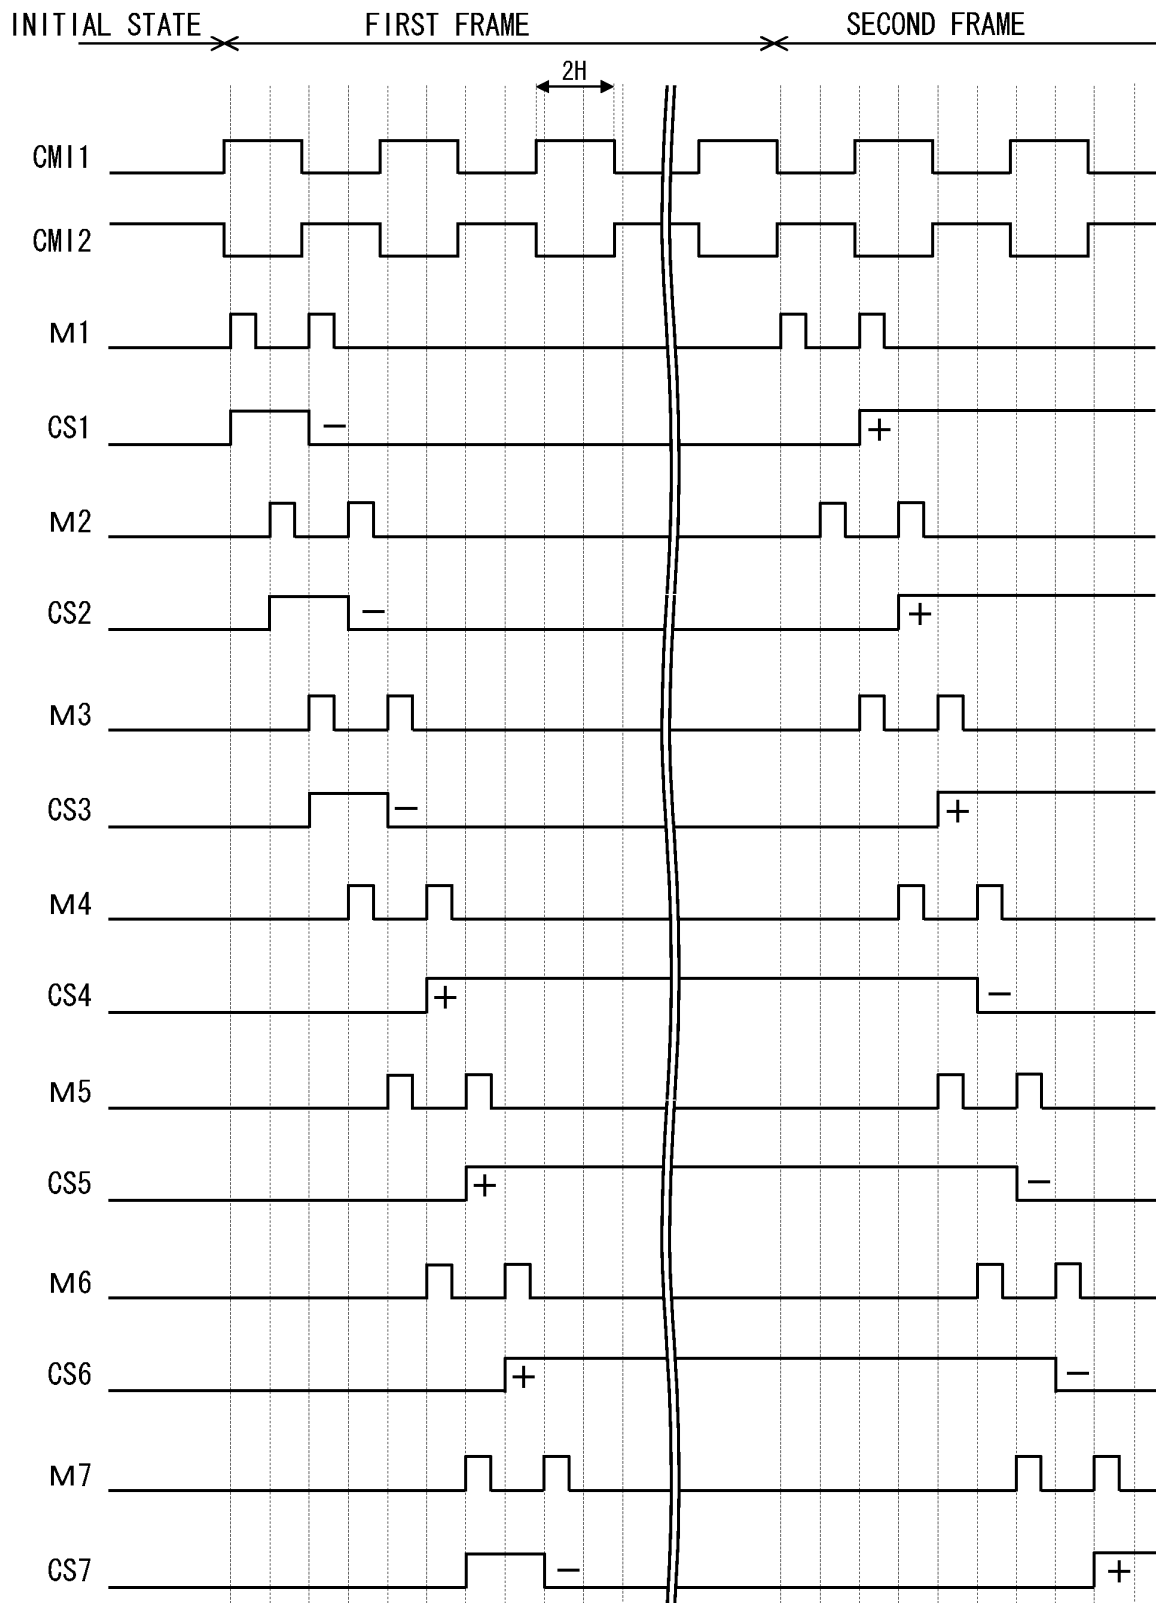 INITIAL STATE FIRST FRAME SECOND FRAME
2H
CMI1
CMI2
M1
CS1 − +
M2
CS2 − +
M3
CS3 − +
M4
CS4 + −
M5
CS5 + −
M6
CS6 + −
M7
CS7 − +